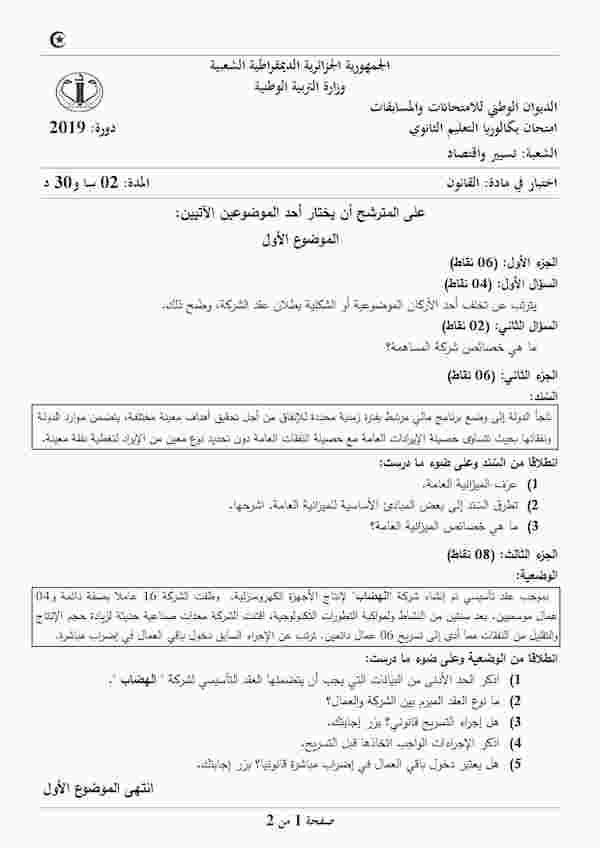 الجمهورية الجزائرية الديمقراطية الشعبية
وزارة التربية الوطنية
الديوان الوطني للامتحانات والمسابقات
امتحان بكالوريا التعليم الثانوي
دورة: 2019
الشعبة: تسيير واقتصاد
اختبار في مادة: القانون
المدة: 02 سا و30 د
على المترشح أن يختار أحد الموضوعين الآتيين:
الموضوع الأول
الجزء الأول: (06 نقاط)
السؤال الأول: (04 نقاط)
يترتب عن تخلف أحد الأركان الموضوعية أو الشكلية بطلان عقد الشركة، وضّح ذلك.
السؤال الثاني: (02 نقاط)
ما هي خصائص شركة المساهمة؟
الجزء الثاني: (06 نقاط)
السّند:
تلجأ الدولة إلى وضع برنامج مالي مرتبط بفترة زمنية محددة للإنفاق من أجل تحقيق أهداف معينة مختلفة، يتضمن موارد الدولة
ونفقاتها بحيث تتساوى حصيلة الإيرادات العامة مع حصيلة النفقات العامة دون تحديد نوع معين من الإيراد لتغطية نفقة معينة.
انطلاقا من السّند وعلى ضوء ما درست:
1) عرّف الميزانية العامة.
2) تطرق السّند إلى بعض المبادئ الأساسية للميزانية العامة. اشرحها.
3) ما هي خصائص الميزانية العامة؟
الجزء الثالث: (08 نقاط)
الوضعية:
بموجب عقد تأسيسي تم إنشاء شركة "الهضاب" لإنتاج الأجهزة الكهرومنزلية. وظفت الشركة 16 عاملا بصفة دائمة و04
عمال موسميين. بعد سنتين من النشاط ولمواكبة التطورات التكنولوجية، اقتنت الشركة معدات صناعية حديثة لزيادة حجم الإنتاج
والتقليل من النفقات مما أدى إلى تسريح 06 عمال دائمين. ترتب عن الإجراء السابق دخول باقي العمال في إضراب مباشرة.
انطلاقا من الوضعية وعلى ضوء ما درست:
1) اذكر الحد الأدنى من البيانات التي يجب أن يتضمنها العقد التأسيسي لشركة " الهضاب ".
2) ما نوع العقد المبرم بين الشركة والعمال؟
3) هل إجراء التسريح قانوني؟ برّر إجابتك.
4) اذكر الإجراءات الواجب اتخاذها قبل التسريح.
5) هل يعتبر دخول باقي العمال في إضراب مباشرة قانونيا؟ برّر إجابتك.
انتهى الموضوع الأول
صفحة 1 من 2